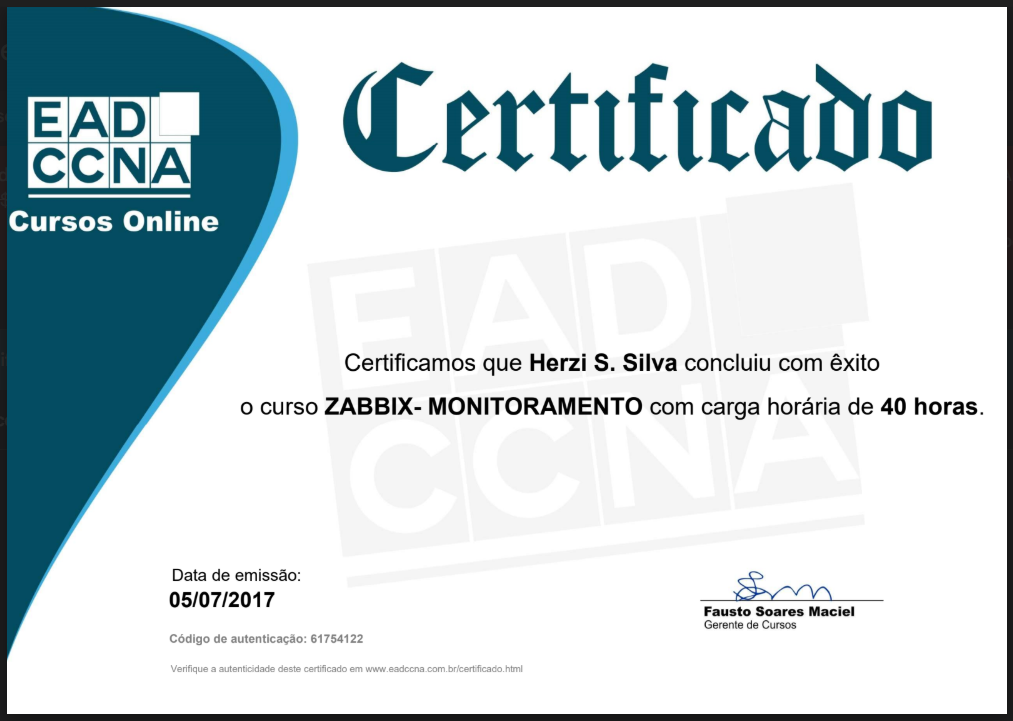 EAD
CCNA
Cursos Online
Certificado
EAD
CCNA
Certificamos que Herzi S. Silva concluiu com êxito
o curso ZABBIX- MONITORAMENTO com carga horária de 40 horas.
Data de emissão:
05/07/2017
Fausto Soares Maciel
Gerente de Cursos
Código de autenticação: 61754122
Verifique a autenticidade deste certificado em www.eadccna.com.br/certificado.html